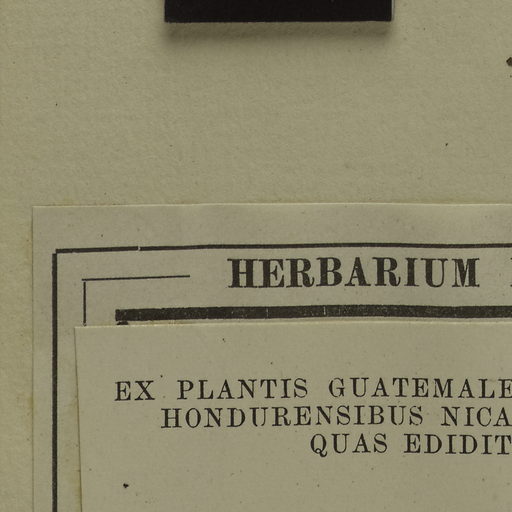 HERBARIUM
EX PLANTIS GUATEMALE
HONDURENSIBUS NICA
QUAS EDIDIT